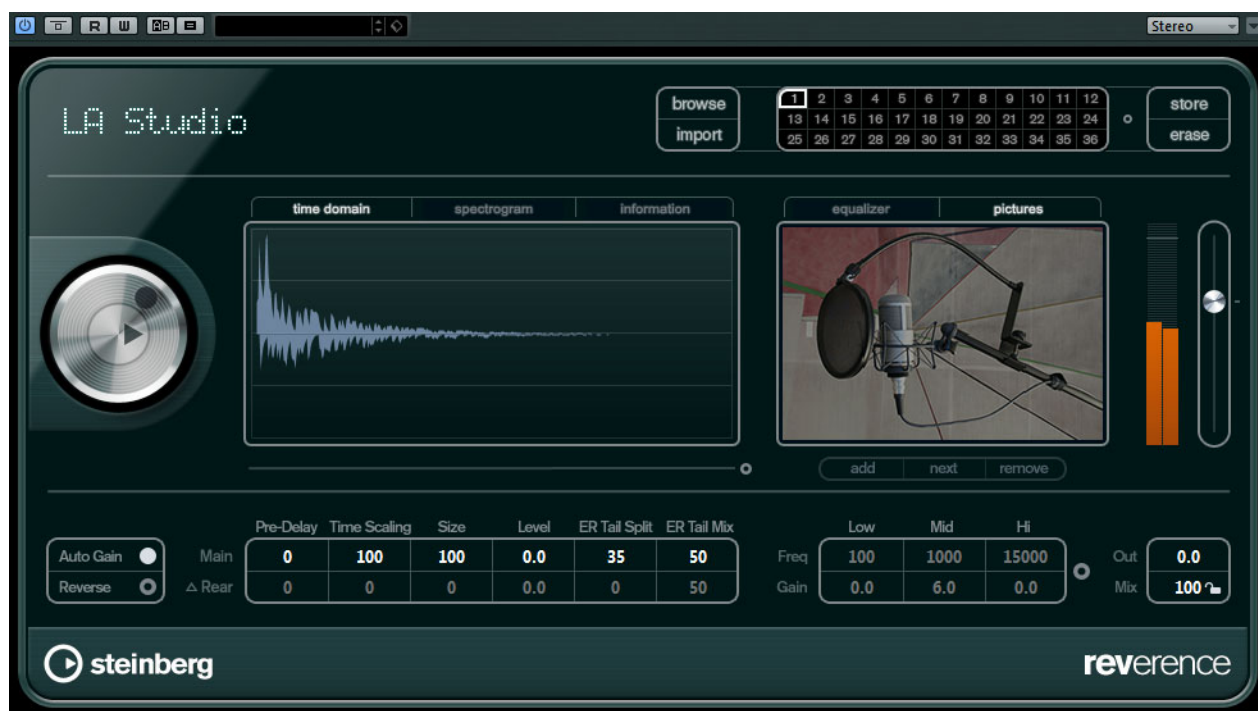 R W A B Stereo
LA Studio
browse
import
1 2 3 4 5 6 7 8 9 10 11 12
13 14 15 16 17 18 19 20 21 22 23 24
25 26 27 28 29 30 31 32 33 34 35 36
store
erase
time domain spectrogram information
equalizer pictures
add next remove
Pre-Delay Time Scaling Size Level ER Tail Split ER Tail Mix
Low Mid Hi
Auto Gain Main 0 100 100 0.0 35 50 Freq 100 1000 15000 Out 0.0
Reverse △ Rear 0 0 0 0.0 0 50 Gain 0.0 6.0 0.0 Mix 100
steinberg
reverence